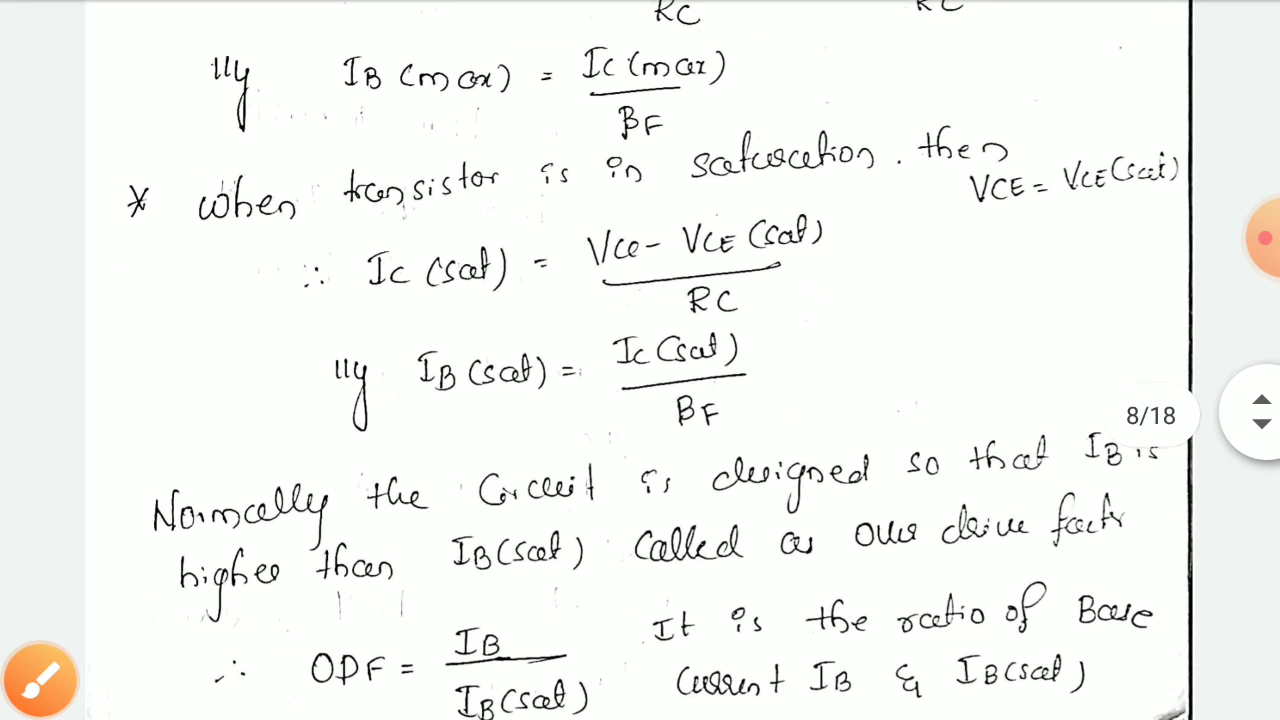 RC RC
lly IB (max) = Ic (max)
βF
* when transistor is in saturation. then
VCE = VCE(sat)
∴ IC (sat) = Vcc - VCE (sat)
RC
lly IB (sat) = Ic (sat)
βF
8/18
Normally the Circuit is designed so that IB is
higher than IB(sat) Called as over drive factor
∴ ODF = IB
IB(sat)
It is the ratio of Base
current IB & IB(sat)